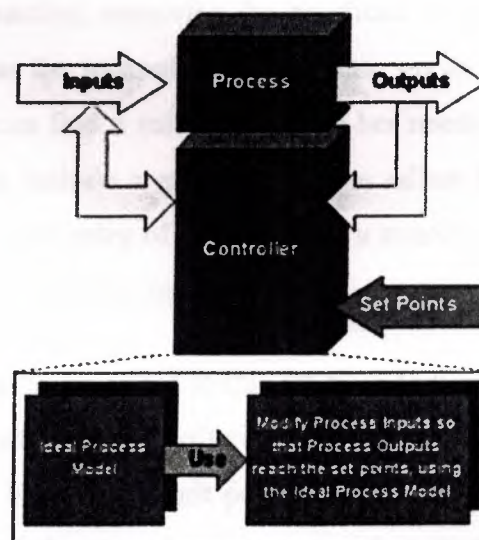 Inputs
Process
Outputs
Controller
Set Points
Ideal Process
Model
Use
Modify Process Inputs so
that Process Outputs
reach the set points, using
the Ideal Process Model